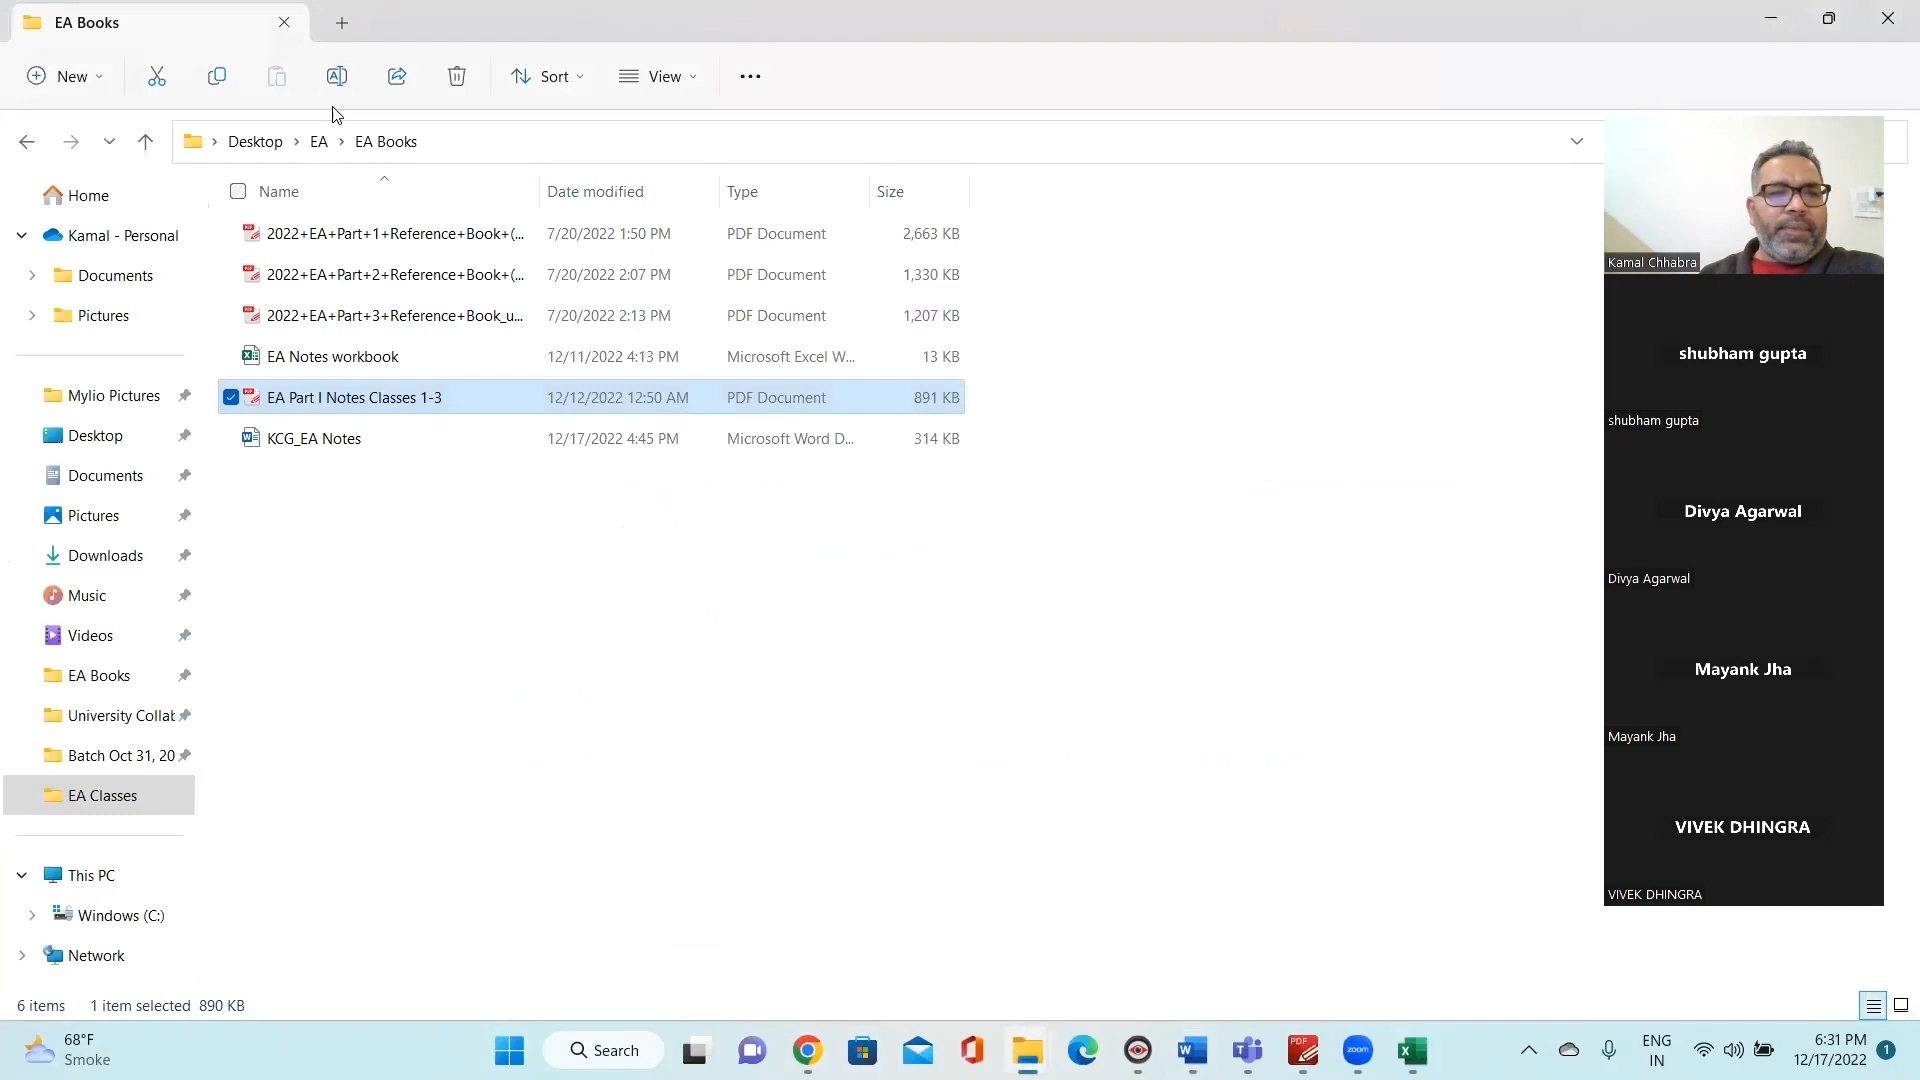 EA Books
New
Sort
View
Desktop
EA
EA Books
Name
Date modified
Type
Size
2022+EA+Part+1+Reference+Book+(... 7/20/2022 1:50 PM PDF Document 2,663 KB
2022+EA+Part+2+Reference+Book+(... 7/20/2022 2:07 PM PDF Document 1,330 KB
2022+EA+Part+3+Reference+Book_u... 7/20/2022 2:13 PM PDF Document 1,207 KB
EA Notes workbook 12/11/2022 4:13 PM Microsoft Excel W... 13 KB
EA Part I Notes Classes 1-3 12/12/2022 12:50 AM PDF Document 891 KB
KCG_EA Notes 12/17/2022 4:45 PM Microsoft Word D... 314 KB
Home
Kamal - Personal
Documents
Pictures
Mylio Pictures
Desktop
Documents
Pictures
Downloads
Music
Videos
EA Books
University Collat
Batch Oct 31, 20
EA Classes
This PC
Windows (C:)
Network
6 items 1 item selected 890 KB
Kamal Chhabra
shubham gupta
shubham gupta
Divya Agarwal
Divya Agarwal
Mayank Jha
Mayank Jha
VIVEK DHINGRA
VIVEK DHINGRA
68°F
Smoke
Search
PDF
zoom
ENG
IN
6:31 PM
12/17/2022
1